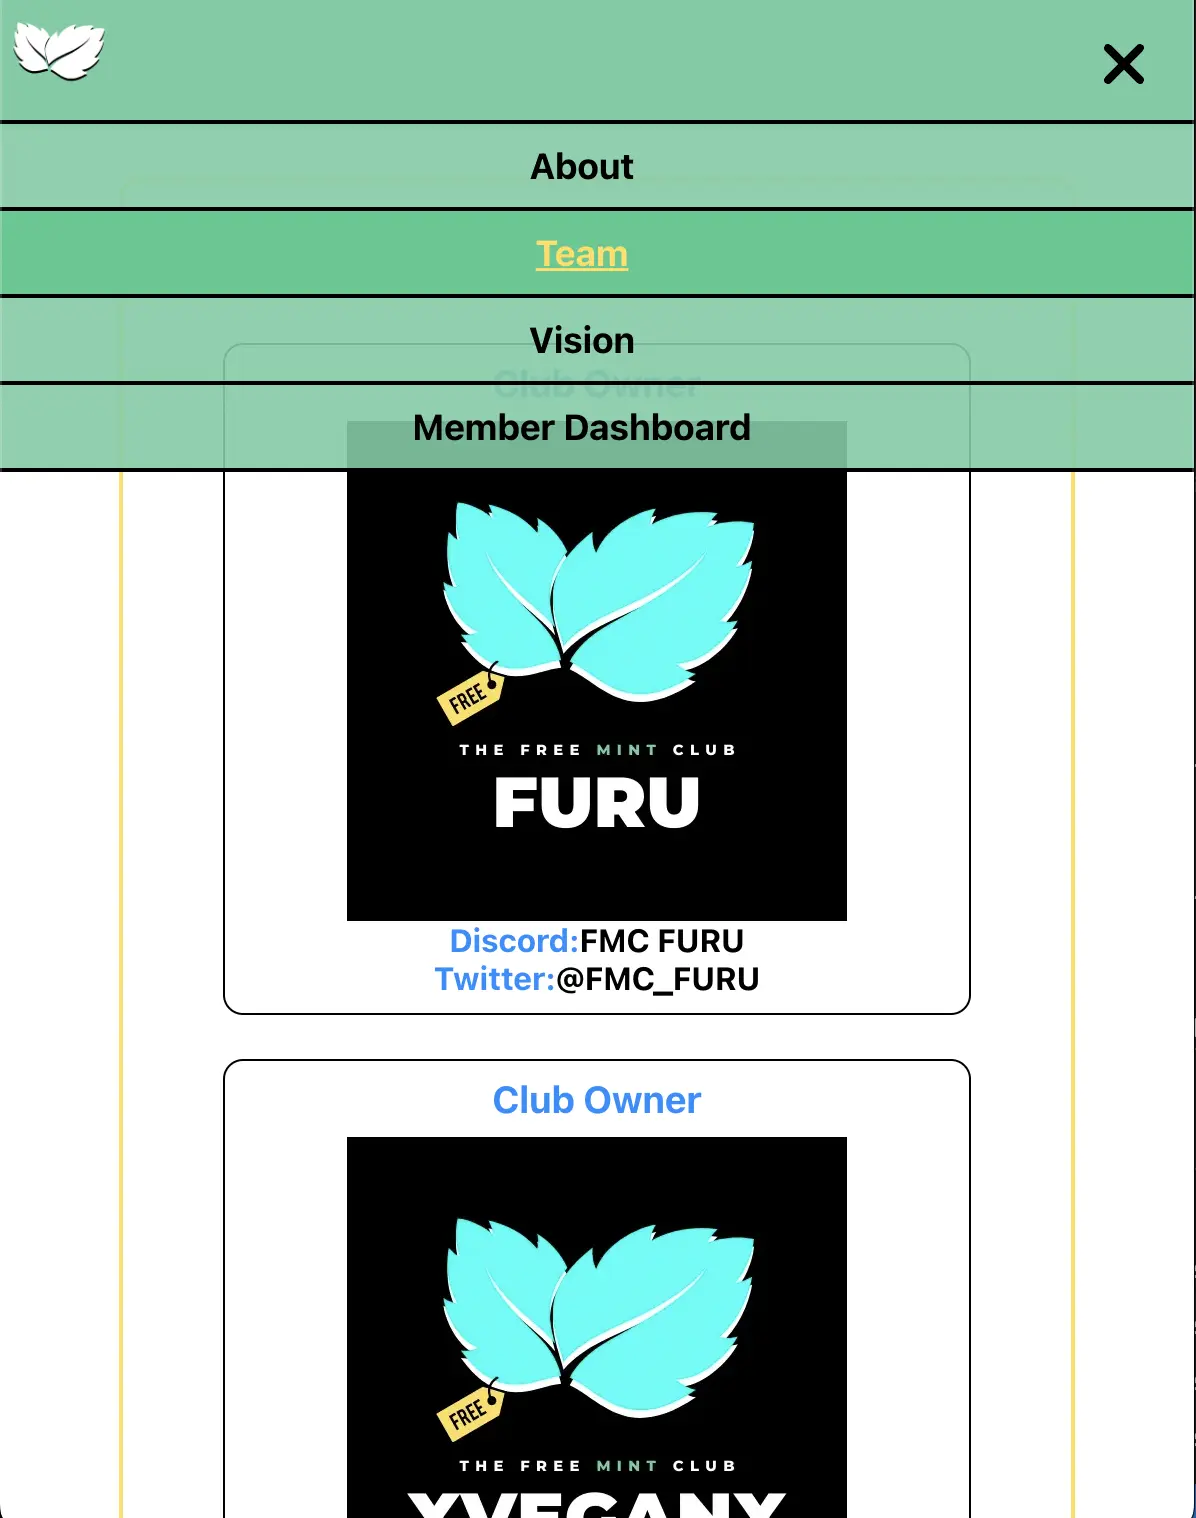 About
Team
Vision
Club Owner
Member Dashboard
FREE
THE FREE MINT CLUB
FURU
Discord:FMC FURU
Twitter:@FMC_FURU
Club Owner
FREE
THE FREE MINT CLUB
XVEGANX